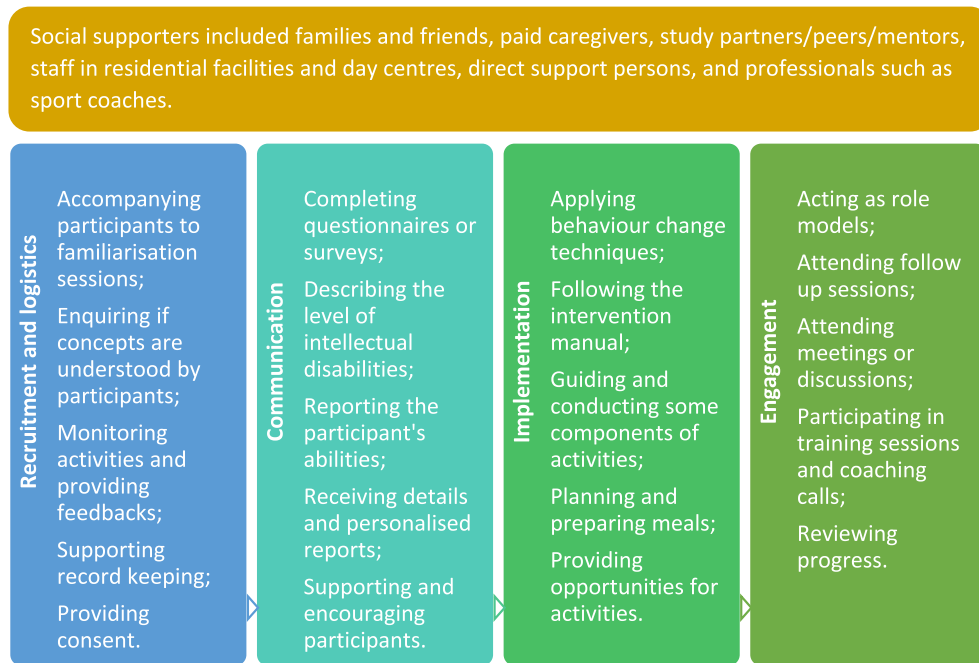 Social supporters included families and friends, paid caregivers, study partners/peers/mentors,
staff in residential facilities and day centres, direct support persons, and professionals such as
sport coaches.
Recruitment and logistics
Accompanying
participants to
familiarisation
sessions;
Enquiring if
concepts are
understood by
participants;
Monitoring
activities and
providing
feedbacks;
Supporting
record keeping;
Providing
consent.
Communication
Completing
questionnaires or
surveys;
Describing the
level of
intellectual
disabilities;
Reporting the
participant's
abilities;
Receiving details
and personalised
reports;
Supporting and
encouraging
participants.
Implementation
Applying
behaviour change
techniques;
Following the
intervention
manual;
Guiding and
conducting some
components of
activities;
Planning and
preparing meals;
Providing
opportunities for
activities.
Engagement
Acting as role
models;
Attending follow
up sessions;
Attending
meetings or
discussions;
Participating in
training sessions
and coaching
calls;
Reviewing
progress.